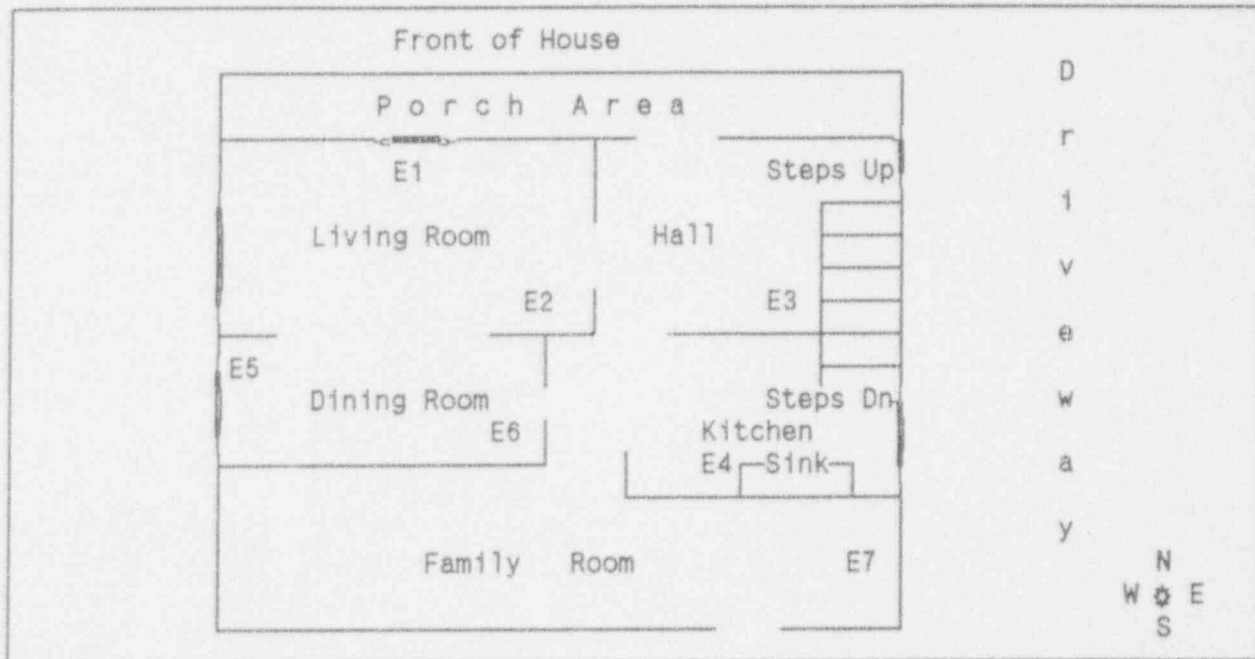 Front of House
Porch Area
E1
Steps Up
Living Room Hall
E2 E3
E5
Dining Room Steps Dn
E6 Kitchen
E4 Sink
Family Room E7
D
r
i
v
e
w
a
y
N
W E
S